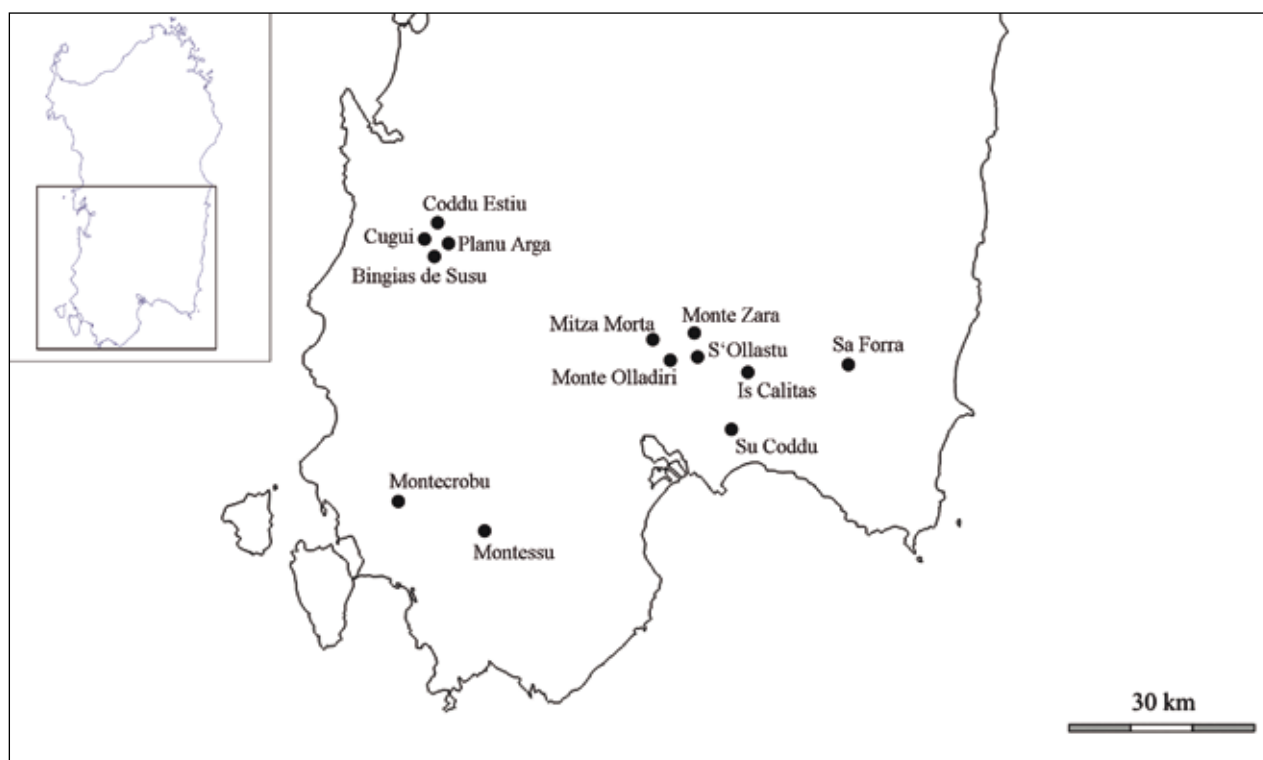 Coddu Estiu
Cugui
Planu Arga
Bingias de Susu
Monte Zara
Mitza Morta
S‘Ollastu
Sa Forra
Monte Olladiri
Is Calitas
Su Coddu
Montecrobu
Montessu
30 km